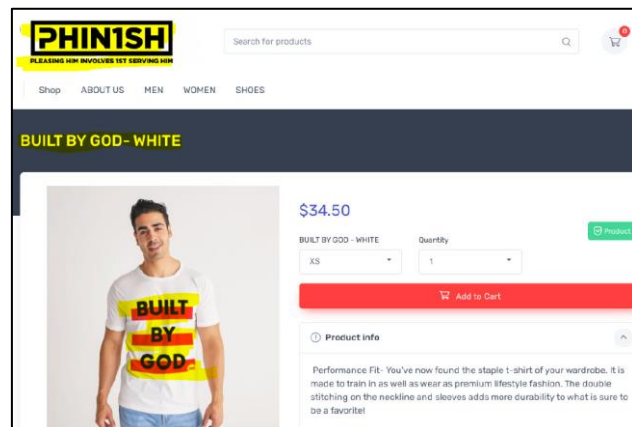 PHIN1SH
PLEASING HIM INVOLVES 1ST SERVING HIM
Search for products
0
Shop ABOUT US MEN WOMEN SHOES
BUILT BY GOD- WHITE
$34.50
Product
BUILT BY GOD - WHITE Quantity
XS 1
Add to Cart
BUILT
BY
GOD
Product info
Performance Fit- You've now found the staple t-shirt of your wardrobe. It is
made to train in as well as wear as premium lifestyle fashion. The double
stitching on the neckline and sleeves adds more durability to what is sure to
be a favorite!